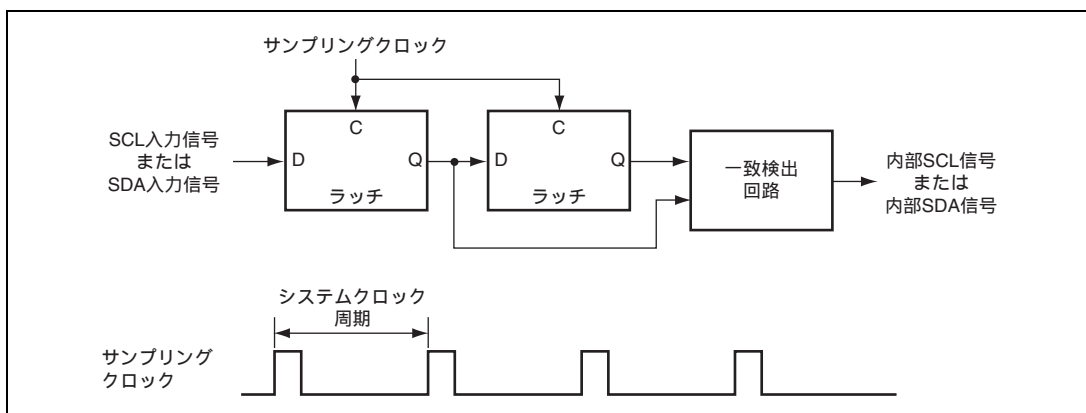 サンプリングクロック
SCL入力信号
または
SDA入力信号
C
D
Q
ラッチ
C
D
Q
ラッチ
一致検出
回路
内部SCL信号
または
内部SDA信号
システムクロック
周期
サンプリング
クロック